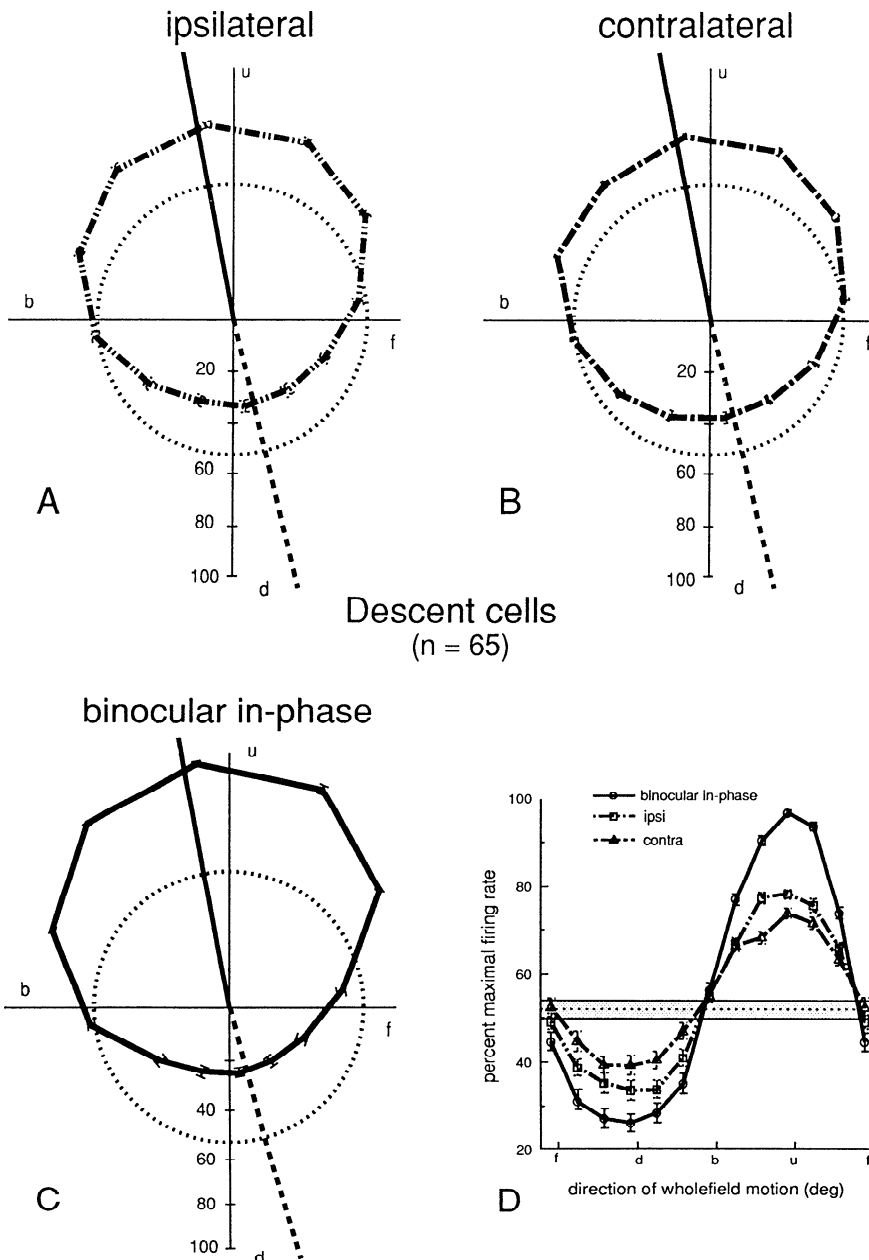 ipsilateral
u
b
f
20
60
80
100
d
A
contralateral
u
b
f
20
60
80
100
d
B
Descent cells
(n = 65)
binocular in-phase
u
b
f
40
60
80
100
d
C
binocular in-phase
ipsi
contra
percent maximal firing rate
100
80
60
40
20
f
d
b
u
f
direction of wholefield motion (deg)
D